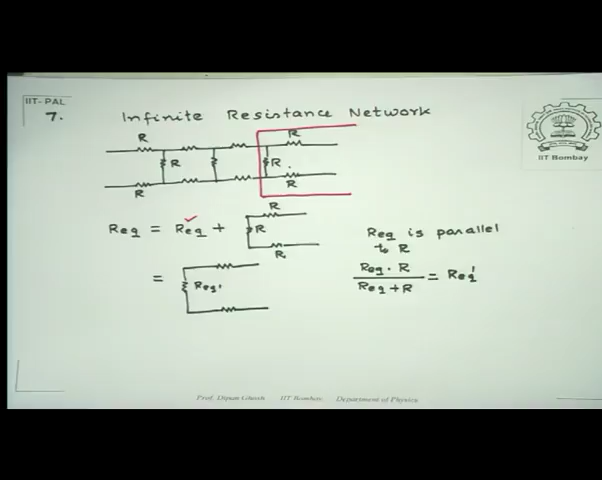 IIT- PAL
7.
Infinite Resistance Network
R
R
R
R
R
R
IIT Bombay
Req = Req + R
R
R
= Req'
Req is parallel
to R
Req . R / Req + R = Req'
Prof. Dipan Ghosh IIT Bombay Department of Physics